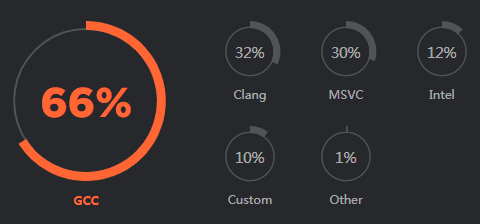 66%
GCC
32%
Clang
30%
MSVC
12%
Intel
10%
Custom
1%
Other